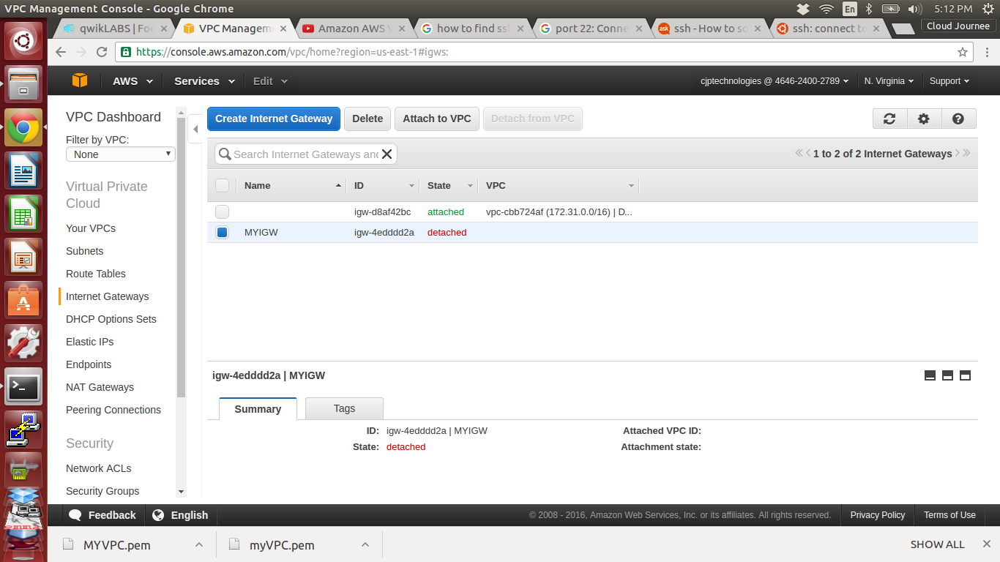 VPC Management Console - Google Chrome
En
5:12 PM
qwikLABS | Foc
VPC Managem
Amazon AWS V
how to find ssh
port 22: Conne
ssh - How to so
ssh: connect to
Cloud Journee
https://console.aws.amazon.com/vpc/home?region=us-east-1#igws:
AWS
Services
Edit
cjptechnologies @ 4646-2400-2789
N. Virginia
Support
VPC Dashboard
Filter by VPC:
None
Virtual Private
Cloud
Your VPCs
Subnets
Route Tables
Internet Gateways
DHCP Options Sets
Elastic IPs
Endpoints
NAT Gateways
Peering Connections
Security
Network ACLs
Security Groups
Create Internet Gateway
Delete
Attach to VPC
Detach from VPC
Search Internet Gateways and
1 to 2 of 2 Internet Gateways
Name ID State VPC
igw-d8af42bc attached vpc-cbb724af (172.31.0.0/16) | D...
MYIGW igw-4edddd2a detached
igw-4edddd2a | MYIGW
Summary
Tags
ID: igw-4edddd2a | MYIGW
Attached VPC ID:
State: detached
Attachment state:
Feedback
English
© 2008 - 2016, Amazon Web Services, Inc. or its affiliates. All rights reserved.
Privacy Policy
Terms of Use
MYVPC.pem
myVPC.pem
SHOW ALL